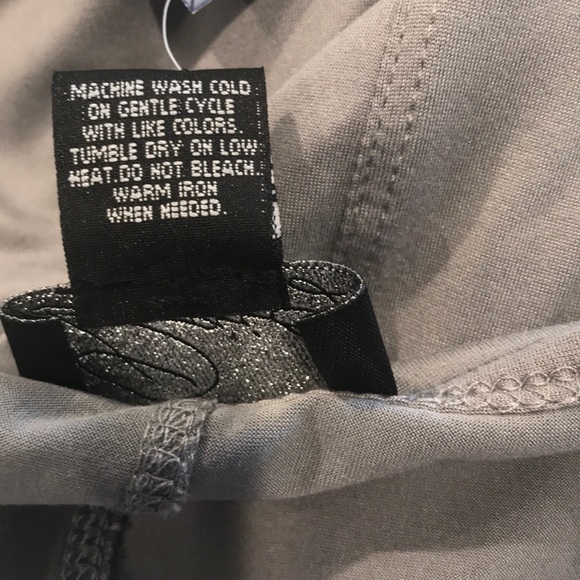 MACHINE WASH COLD
ON GENTLE CYCLE
WITH LIKE COLORS.
TUMBLE DRY ON LOW
HEAT.DO NOT BLEACH.
WARM IRON
WHEN NEEDED.